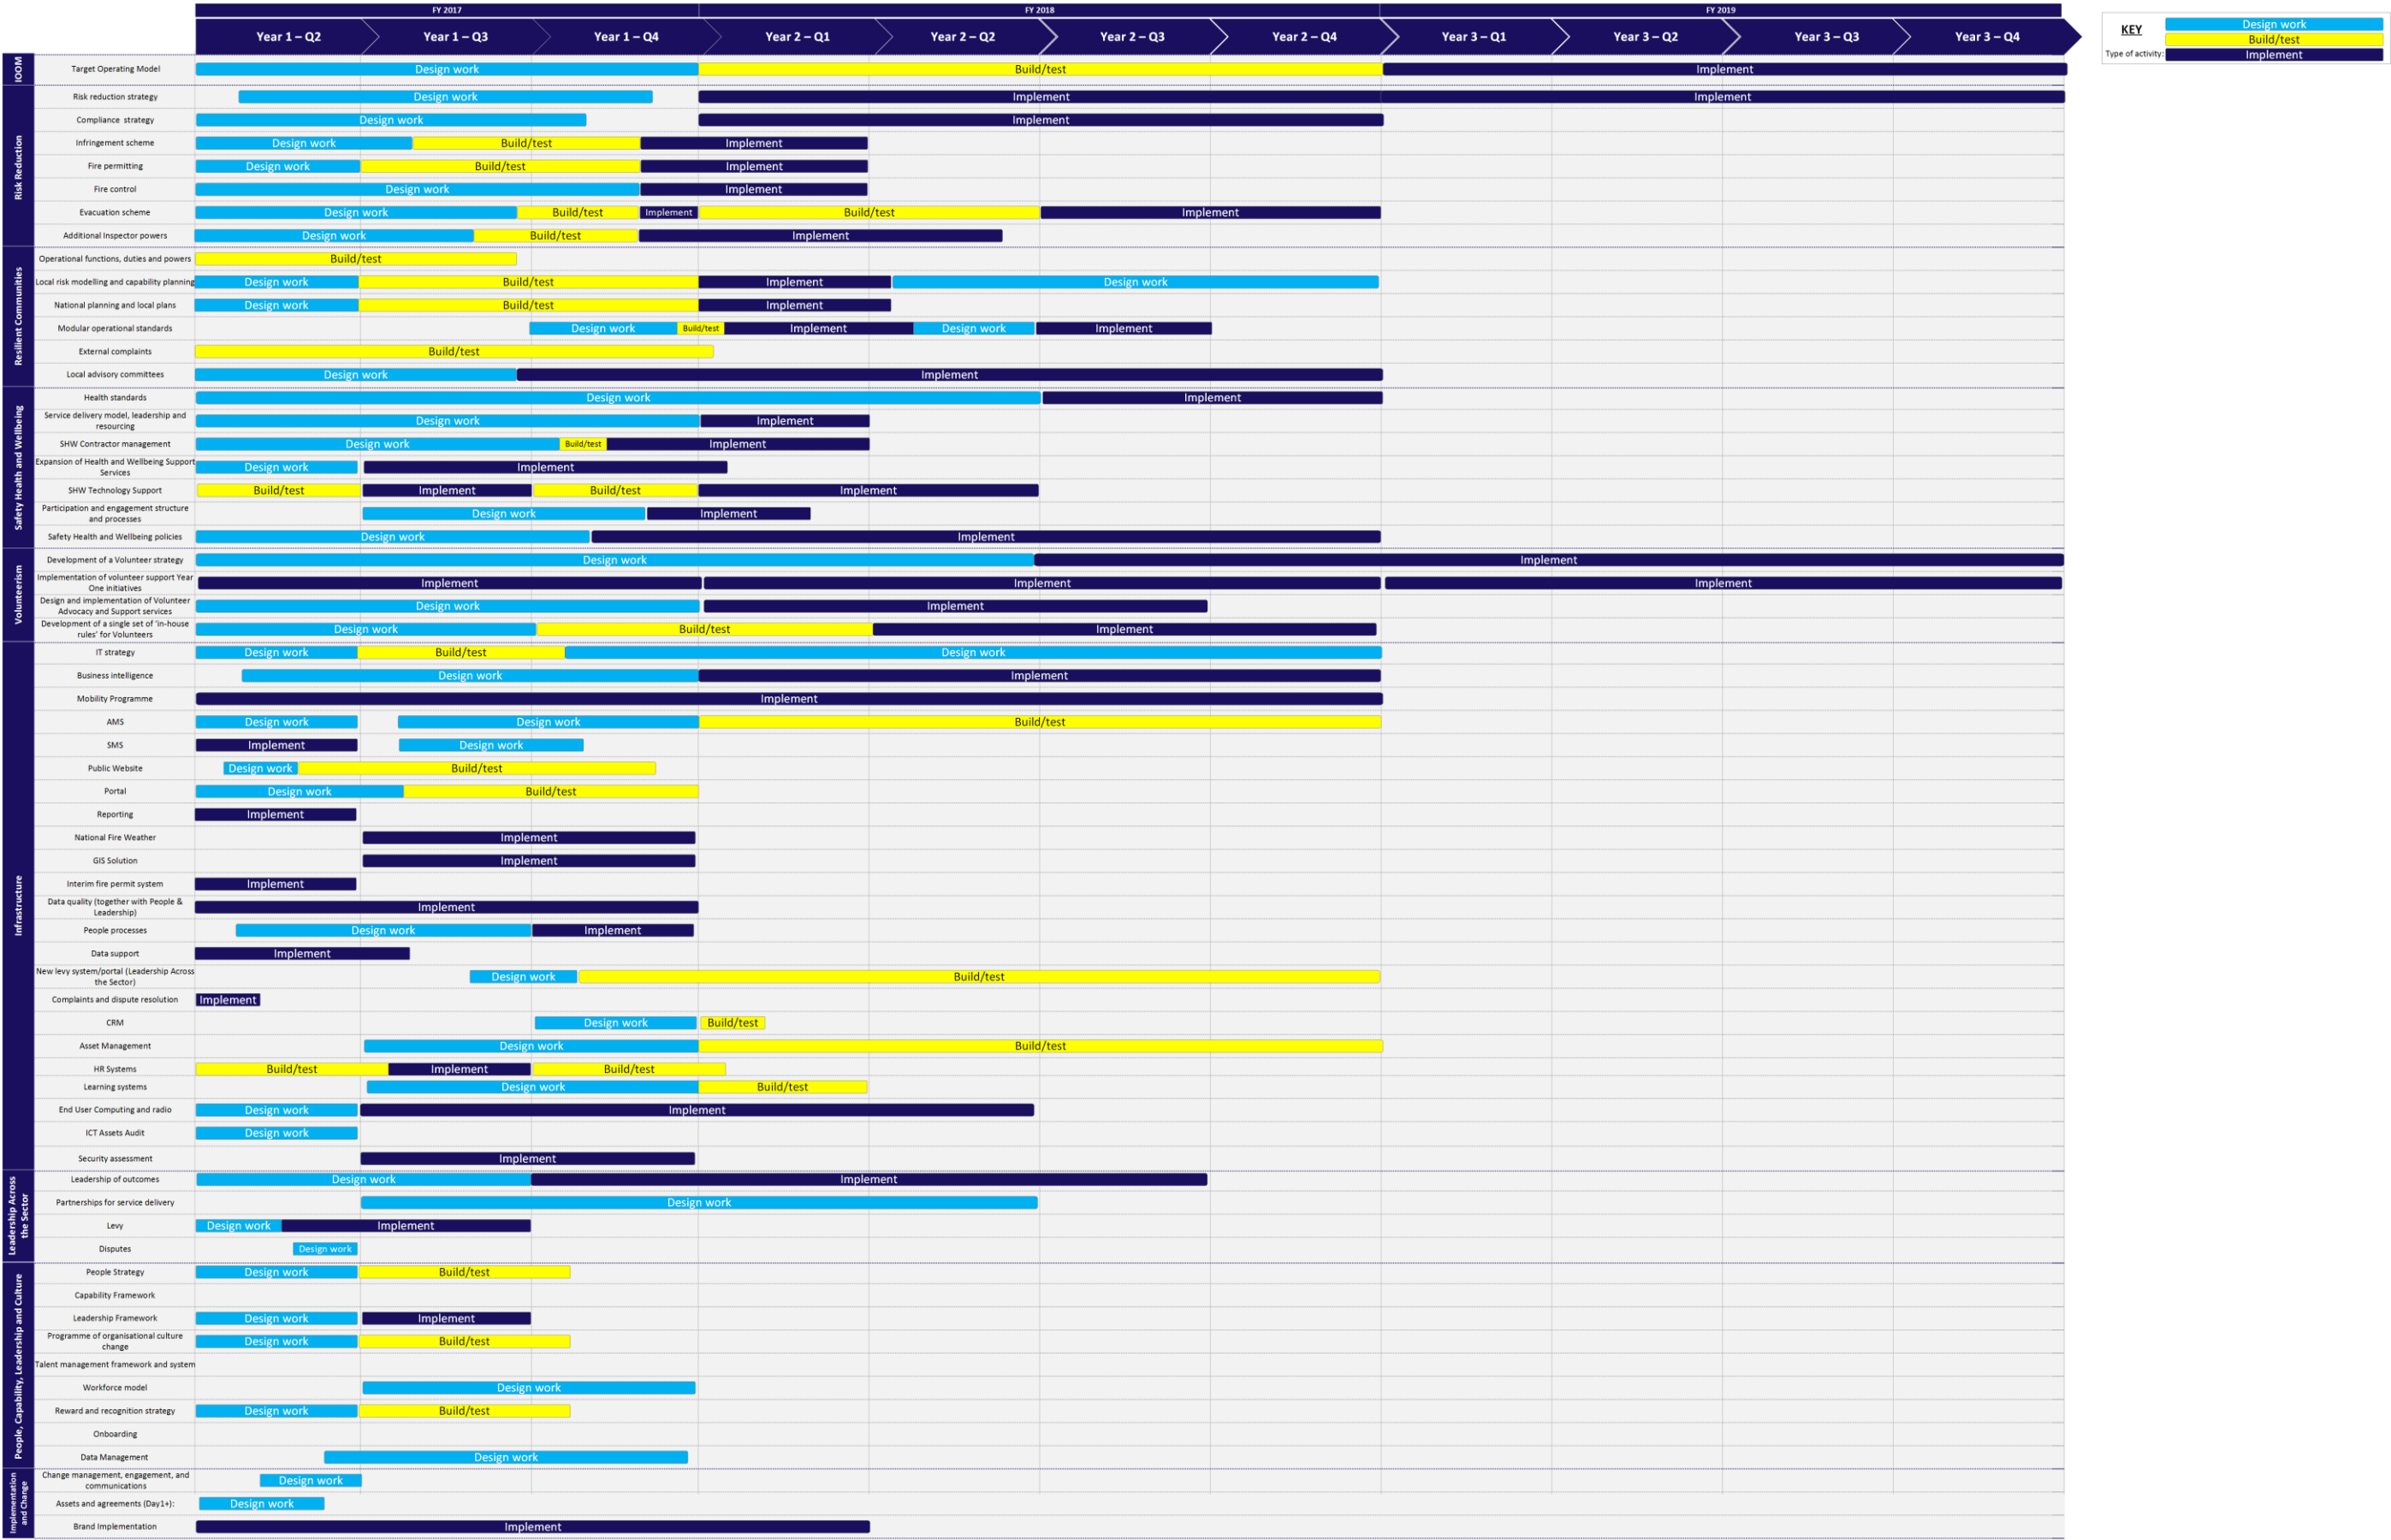 FY 2017
FY 2018
FY 2019
Year 1 – Q2
Year 1 – Q3
Year 1 – Q4
Year 2 – Q1
Year 2 – Q2
Year 2 – Q3
Year 2 – Q4
Year 3 – Q1
Year 3 – Q2
Year 3 – Q3
Year 3 – Q4
KEY
Type of activity:
Design work
Build/test
Implement
IOOM
Target Operating Model
Design work
Build/test
Implement
Risk Reduction
Risk reduction strategy
Design work
Implement
Implement
Compliance strategy
Design work
Implement
Infringement scheme
Design work
Build/test
Implement
Fire permitting
Design work
Build/test
Implement
Fire control
Design work
Implement
Evacuation scheme
Design work
Build/test
Implement
Build/test
Implement
Additional Inspector powers
Design work
Build/test
Implement
Resilient Communities
Operational functions, duties and powers
Build/test
Local risk modelling and capability planning
Design work
Build/test
Implement
Design work
National planning and local plans
Design work
Build/test
Implement
Modular operational standards
Design work
Build/test
Implement
Design work
Implement
External complaints
Build/test
Local advisory committees
Design work
Implement
Safety Health and Wellbeing
Health standards
Design work
Implement
Service delivery model, leadership and
resourcing
Design work
Implement
SHW Contractor management
Design work
Build/test
Implement
Expansion of Health and Wellbeing Support
Services
Design work
Implement
SHW Technology Support
Build/test
Implement
Build/test
Implement
Participation and engagement structure
and processes
Design work
Implement
Safety Health and Wellbeing policies
Design work
Implement
Volunteerism
Development of a Volunteer strategy
Design work
Implement
Implementation of volunteer support Year
One initiatives
Implement
Implement
Implement
Design and implementation of Volunteer
Advocacy and Support services
Design work
Implement
Development of a single set of 'in-house
rules' for Volunteers
Design work
Build/test
Implement
Infrastructure
IT strategy
Design work
Build/test
Design work
Business intelligence
Design work
Implement
Mobility Programme
Implement
AMS
Design work
Design work
Build/test
SMS
Implement
Design work
Public Website
Design work
Build/test
Portal
Design work
Build/test
Reporting
Implement
National Fire Weather
Implement
GIS Solution
Implement
Interim fire permit system
Implement
Data quality (together with People &
Leadership)
Implement
People processes
Design work
Implement
Data support
Implement
New levy system/portal (Leadership Across
the Sector)
Design work
Build/test
Complaints and dispute resolution
Implement
CRM
Design work
Build/test
Asset Management
Design work
Build/test
HR Systems
Build/test
Implement
Build/test
Learning systems
Design work
Build/test
End User Computing and radio
Design work
Implement
ICT Assets Audit
Design work
Security assessment
Implement
Leadership Across
the Sector
Leadership of outcomes
Design work
Implement
Partnerships for service delivery
Design work
Levy
Design work
Implement
Disputes
Design work
People, Capability, Leadership and Culture
People Strategy
Design work
Build/test
Capability Framework
Leadership Framework
Design work
Implement
Programme of organisational culture
change
Design work
Build/test
Talent management framework and system
Workforce model
Design work
Reward and recognition strategy
Design work
Build/test
Onboarding
Data Management
Design work
Implementation
and Change
Change management, engagement, and
communications
Design work
Assets and agreements (Day1+):
Design work
Brand Implementation
Implement